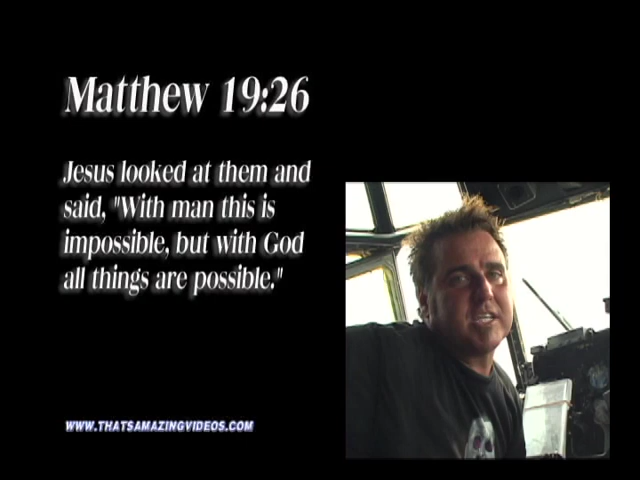 Matthew 19:26
Jesus looked at them and
said, "With man this is
impossible, but with God
all things are possible."
WWW.THATSAMAZINGVIDEOS.COM